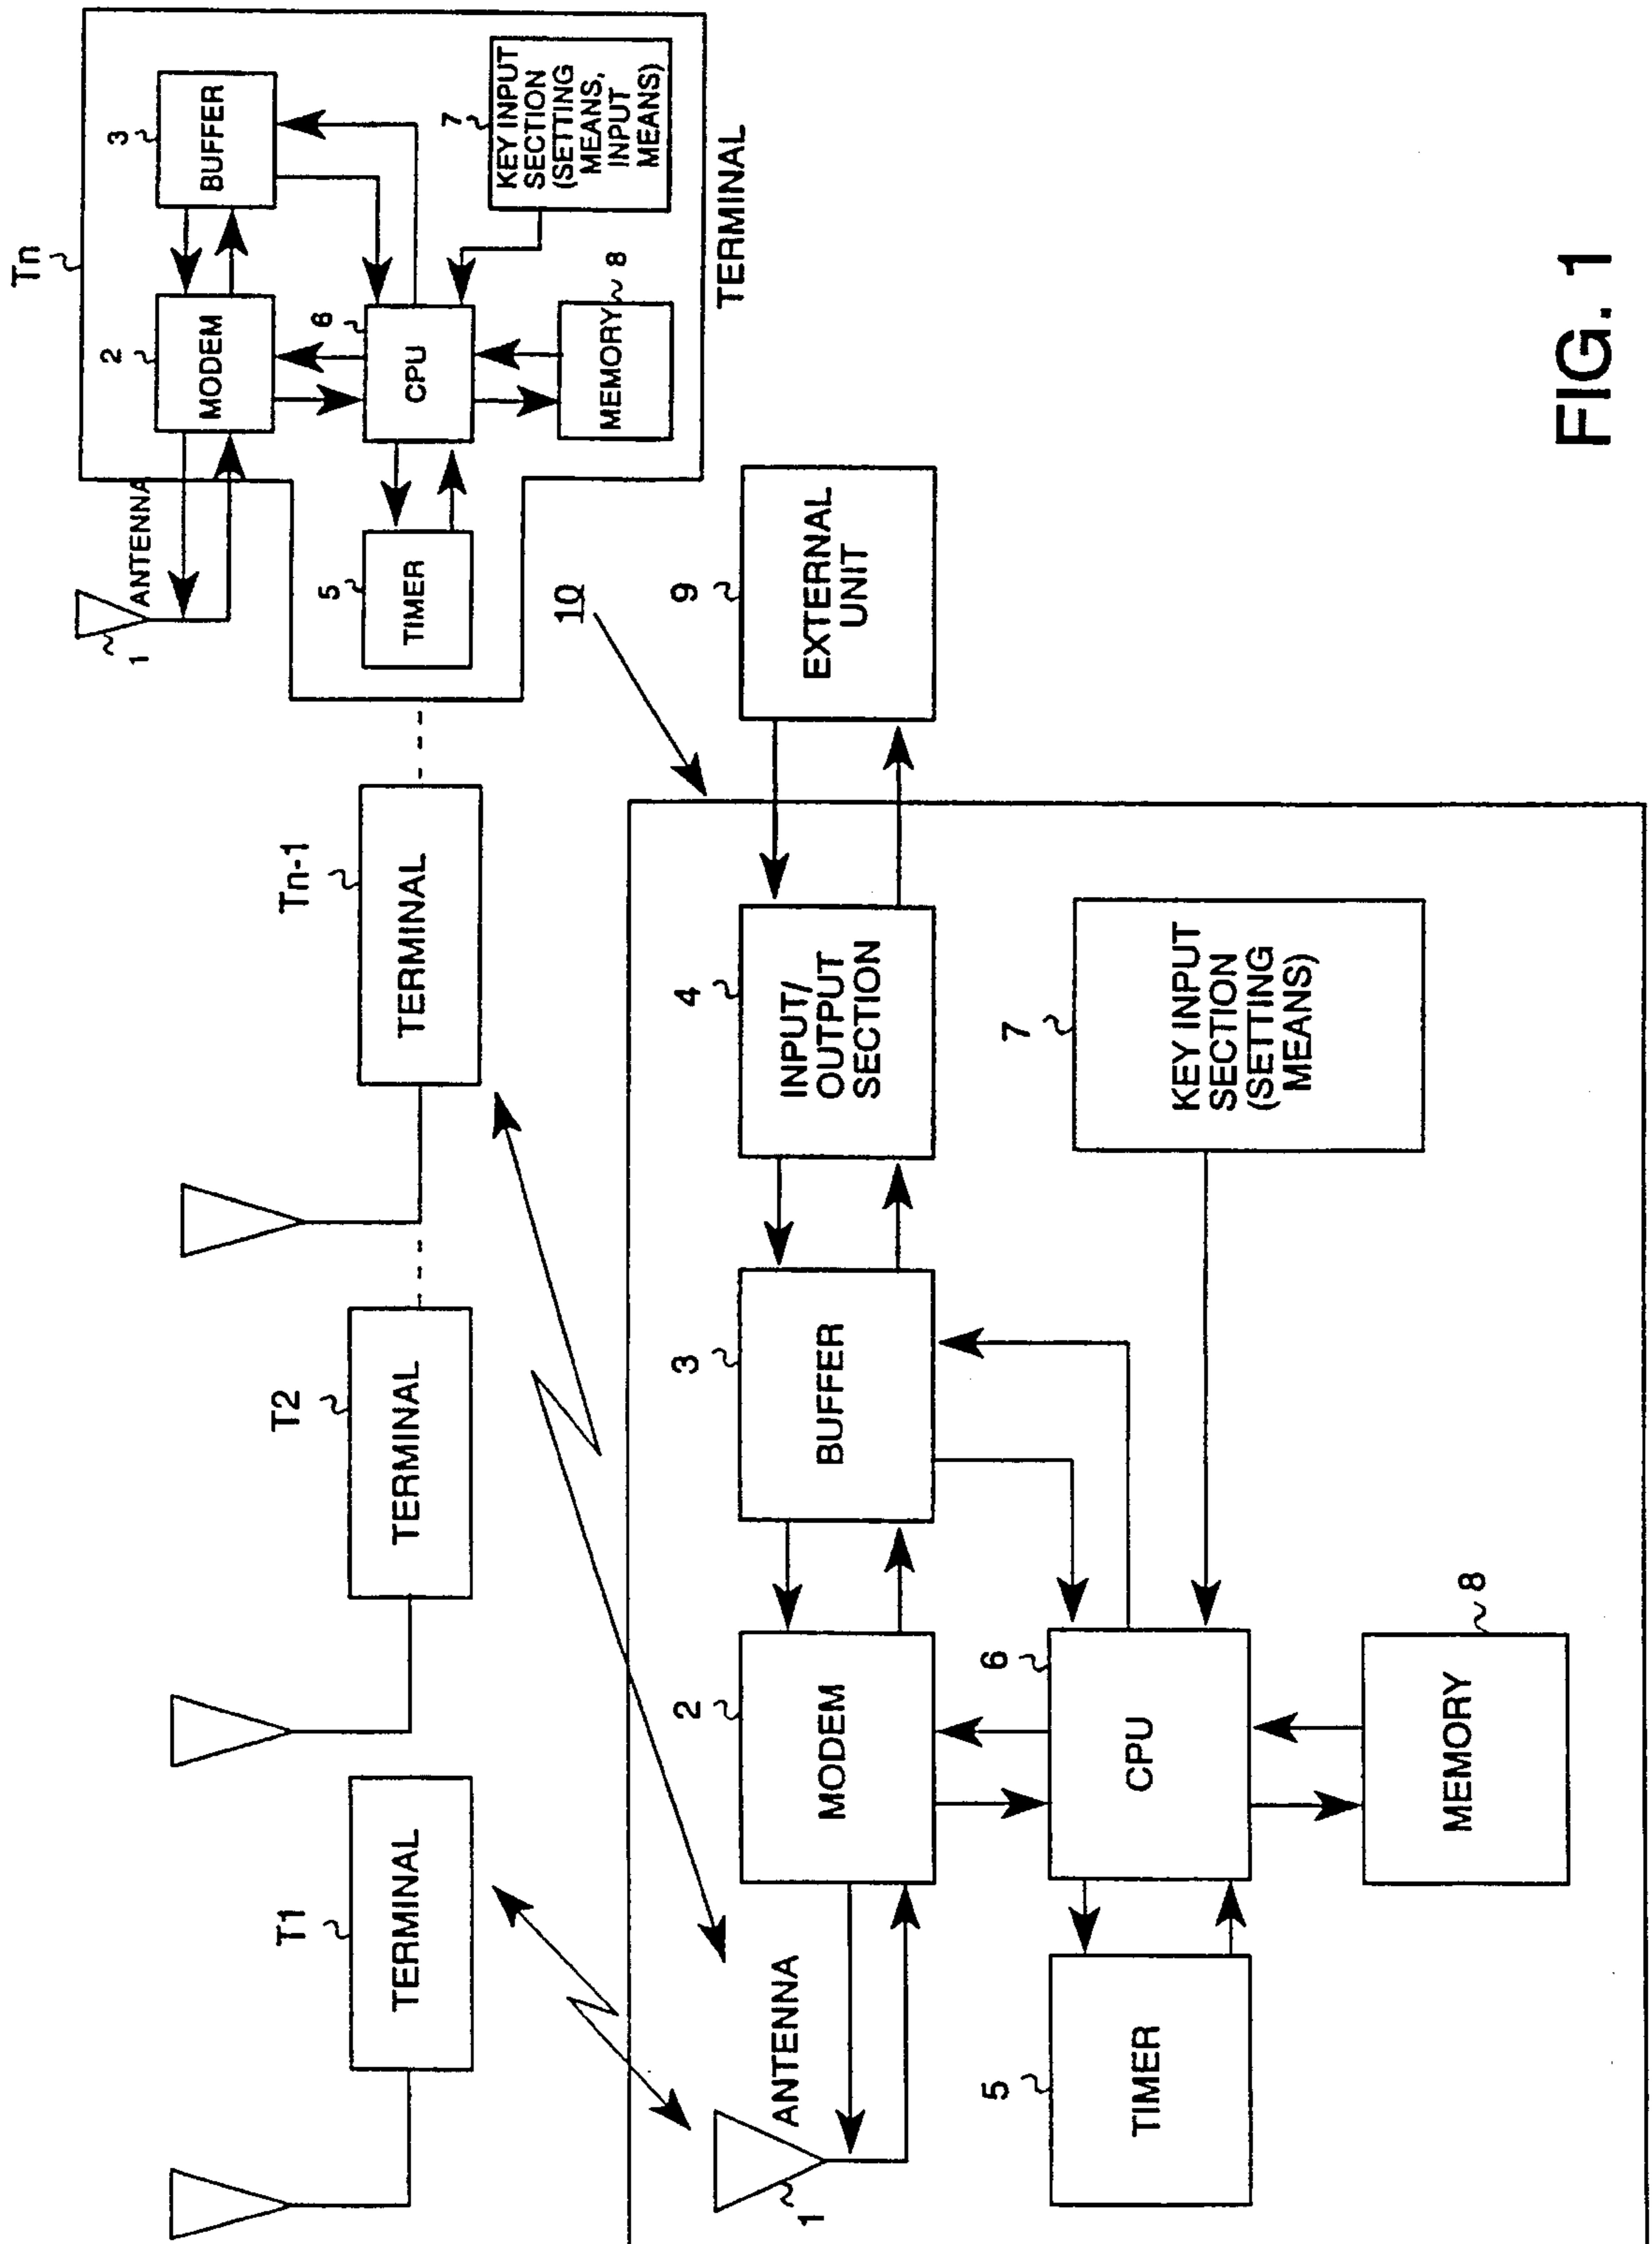 T1
TERMINAL
T2
TERMINAL
Tn-1
TERMINAL
Tn
1
ANTENNA
2
MODEM
3
BUFFER
5
TIMER
6
CPU
7
KEY INPUT
SECTION
(SETTING
MEANS,
INPUT
MEANS)
MEMORY
8
TERMINAL
10
1
ANTENNA
2
MODEM
3
BUFFER
4
INPUT/
OUTPUT
SECTION
9
EXTERNAL
UNIT
5
TIMER
6
CPU
7
KEY INPUT
SECTION
(SETTING
MEANS)
MEMORY
8
FIG. 1